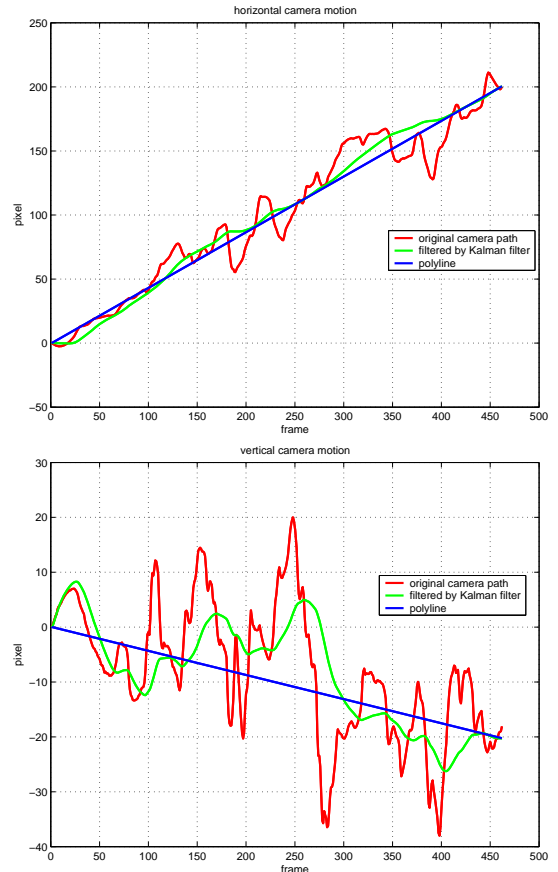 horizontal camera motion
250
200
150
100
50
0
−50
pixel
original camera path
filtered by Kalman filter
polyline
0 50 100 150 200 250 300 350 400 450 500
frame
vertical camera motion
30
20
10
0
−10
−20
−30
−40
pixel
original camera path
filtered by Kalman filter
polyline
0 50 100 150 200 250 300 350 400 450 500
frame